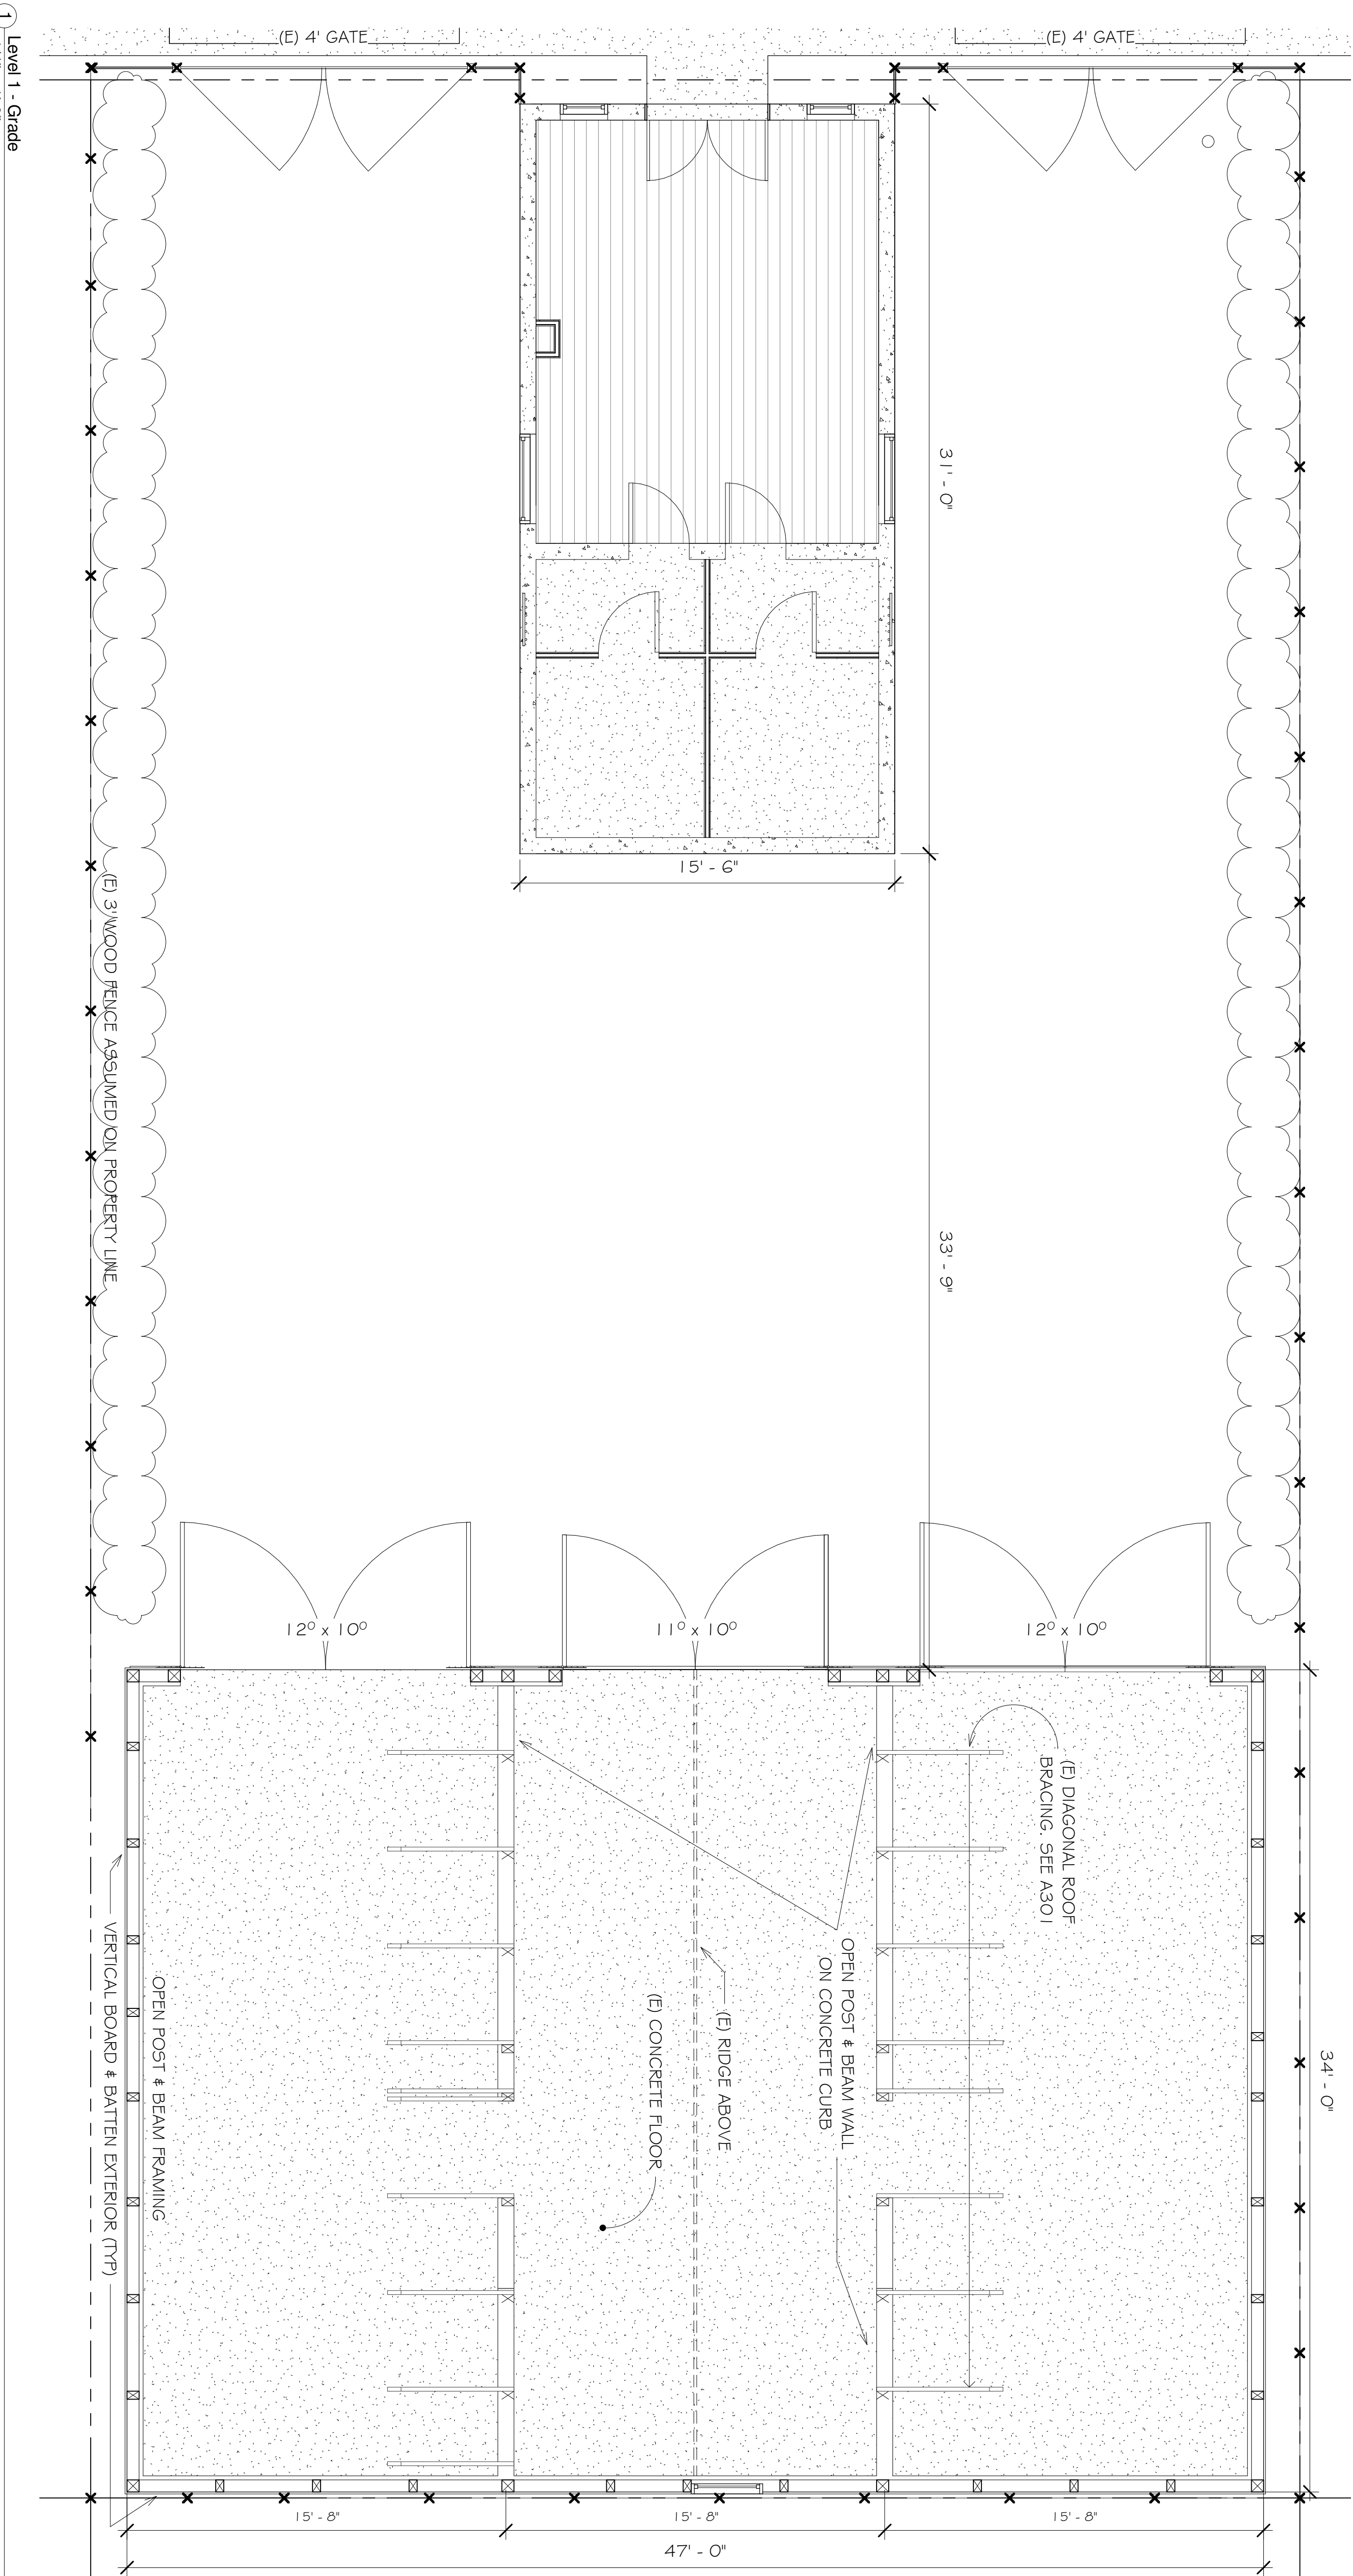 (E) 4' GATE
(E) 4' GATE
1
Level 1 - Grade
31' - 0"
15' - 6"
(E) 3' WOOD FENCE ASSUMED ON PROPERTY LINE
33' - 9"
12⁰ x 10⁰
11⁰ x 10⁰
12⁰ x 10⁰
(E) DIAGONAL ROOF
BRACING. SEE A301
OPEN POST & BEAM WALL
ON CONCRETE CURB
(E) RIDGE ABOVE
(E) CONCRETE FLOOR
OPEN POST & BEAM FRAMING
VERTICAL BOARD & BATTEN EXTERIOR (TYP)
34' - 0"
15' - 8"
15' - 8"
15' - 8"
47' - 0"